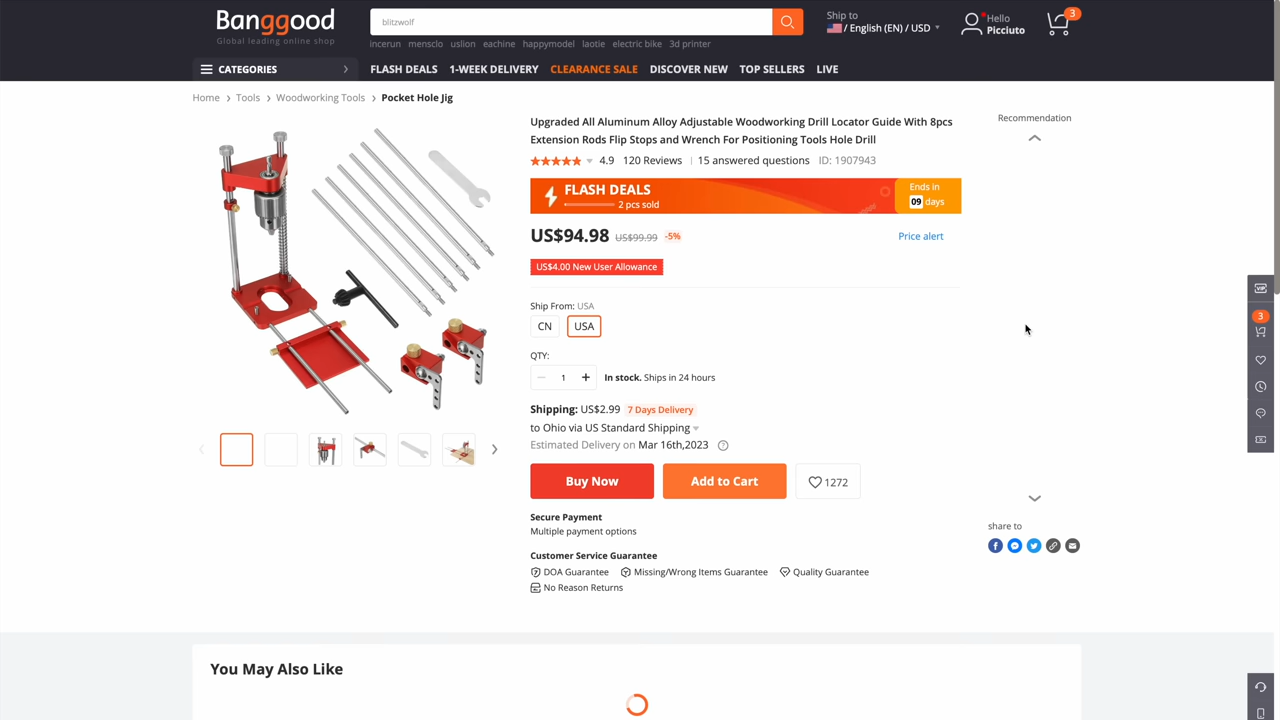 Banggood
Global leading online shop
blitzwolf
incerun mensclo uslion eachine happymodel laotie electric bike 3d printer
Ship to
/ English (EN) / USD
Hello
Picciuto
3
CATEGORIES
FLASH DEALS 1-WEEK DELIVERY CLEARANCE SALE DISCOVER NEW TOP SELLERS LIVE
Home > Tools > Woodworking Tools > Pocket Hole Jig
Upgraded All Aluminum Alloy Adjustable Woodworking Drill Locator Guide With 8pcs
Extension Rods Flip Stops and Wrench For Positioning Tools Hole Drill
4.9 120 Reviews | 15 answered questions ID: 1907943
FLASH DEALS
2 pcs sold
Ends in
09 days
US$94.98 US$99.99 -5%
Price alert
US$4.00 New User Allowance
Ship From: USA
CN USA
QTY:
1 In stock. Ships in 24 hours
Shipping: US$2.99 7 Days Delivery
to Ohio via US Standard Shipping
Estimated Delivery on Mar 16th,2023
Buy Now Add to Cart 1272
Secure Payment
Multiple payment options
Customer Service Guarantee
DOA Guarantee Missing/Wrong Items Guarantee Quality Guarantee
No Reason Returns
Recommendation
share to
VIP
3
You May Also Like